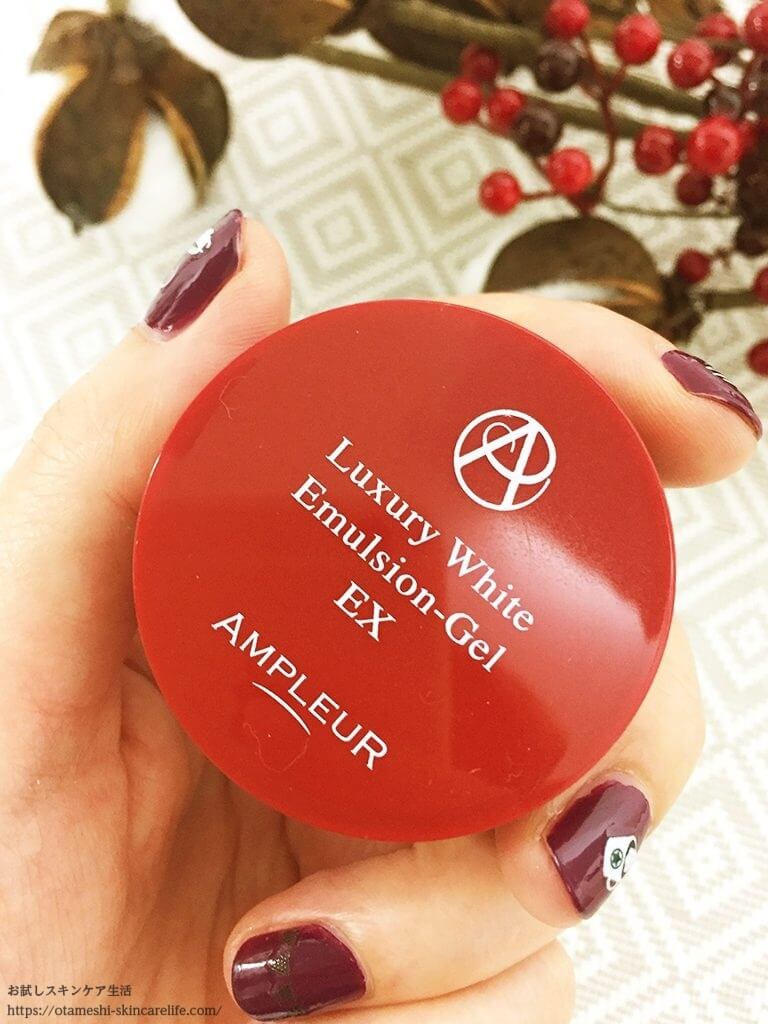 Luxury White
Emulsion-Gel
EX
AMPLEUR
お試しスキンケア生活
https://otameshi-skincarelife.com/